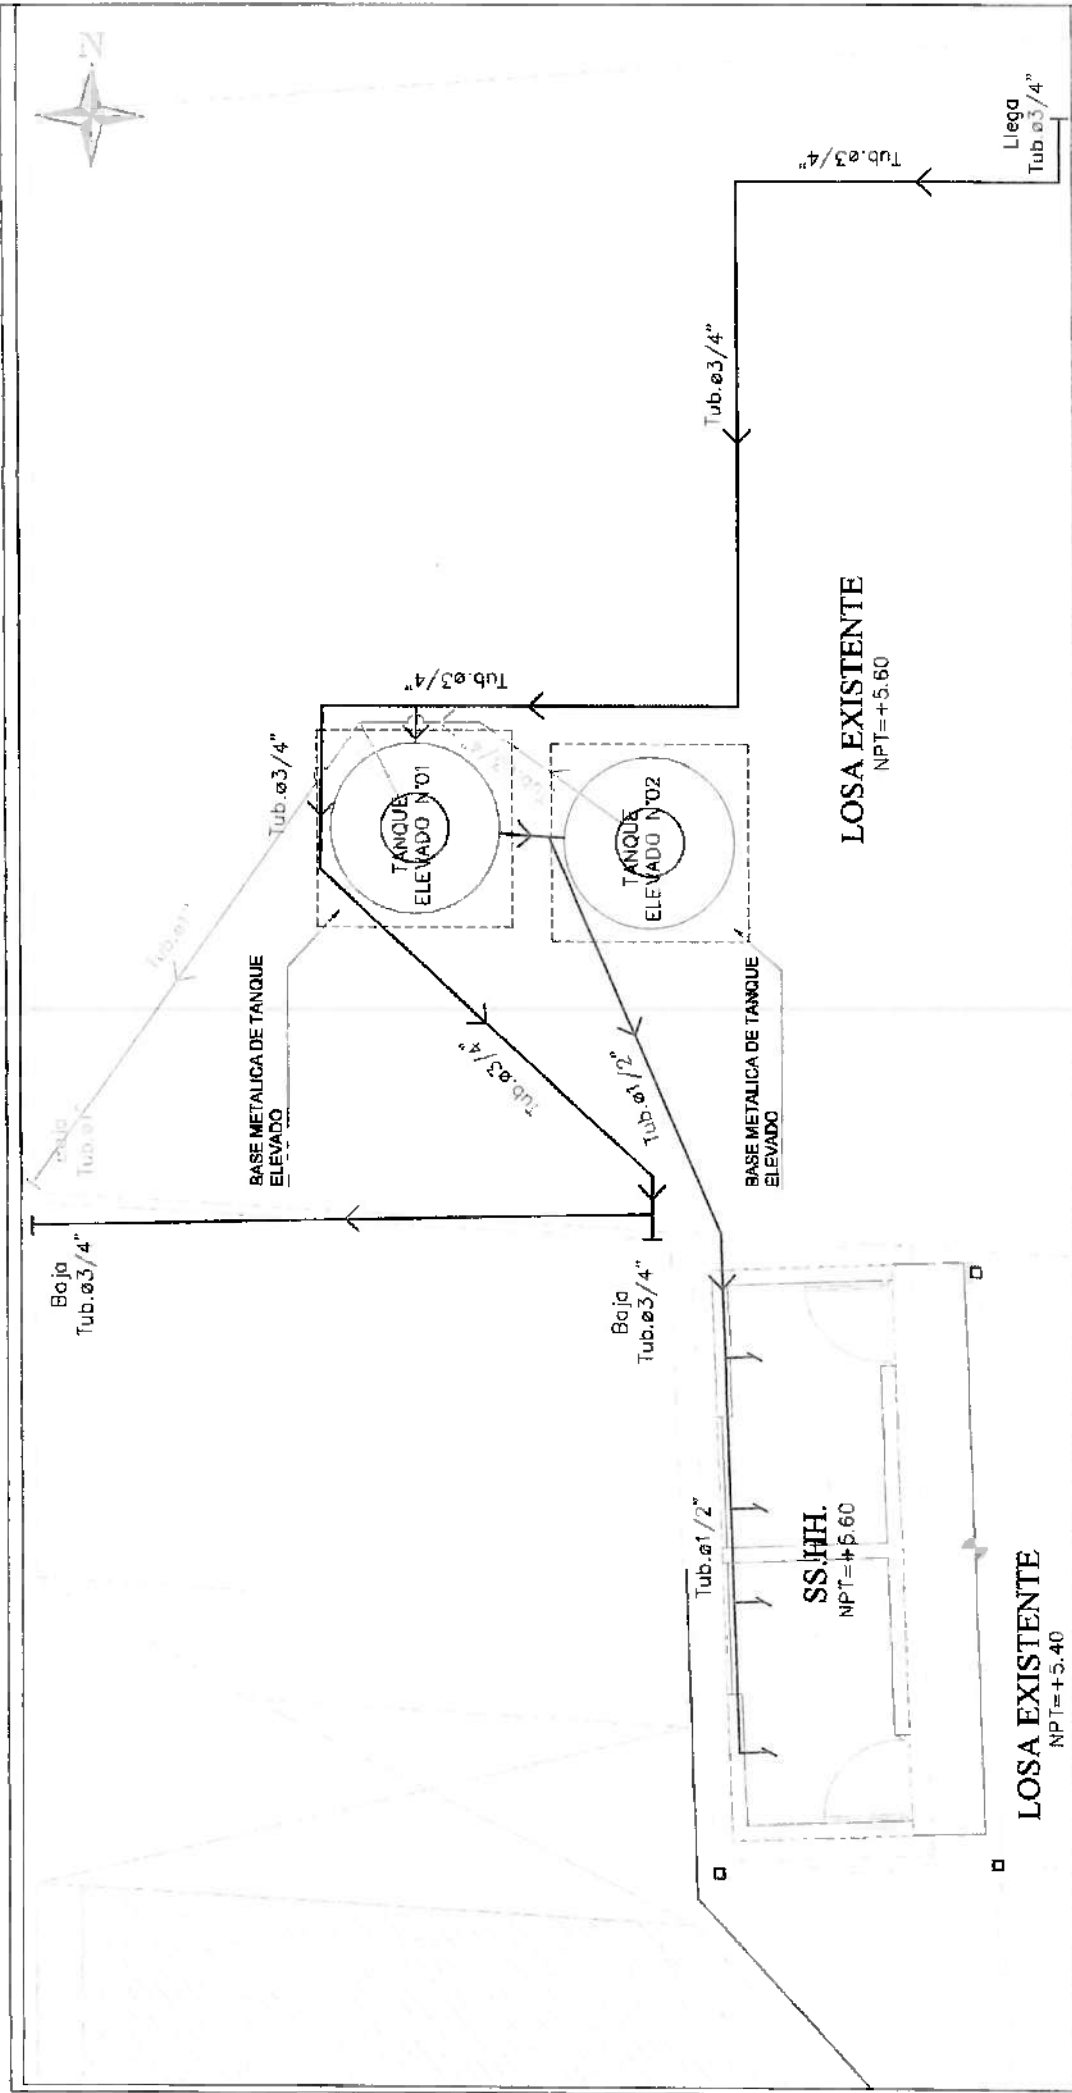 N
Llega
Tub.ø3/4"
Tub.ø3/4"
Tub.ø3/4"
Tub.ø3/4"
Tub.ø3/4"
TANQUE
ELEVADO N°01
TANQUE
ELEVADO N°02
BASE METALICA DE TANQUE
ELEVADO
BASE METALICA DE TANQUE
ELEVADO
LOSA EXISTENTE
NPT=+5.60
Tub.ø3/4"
Tub.ø1/2"
Tub.ø1"
Baja
Baja
Tub.ø3/4"
Baja
Tub.ø3/4"
Tub.ø1/2"
SS.HH.
NPT=+5.60
LOSA EXISTENTE
NPT=+5.40